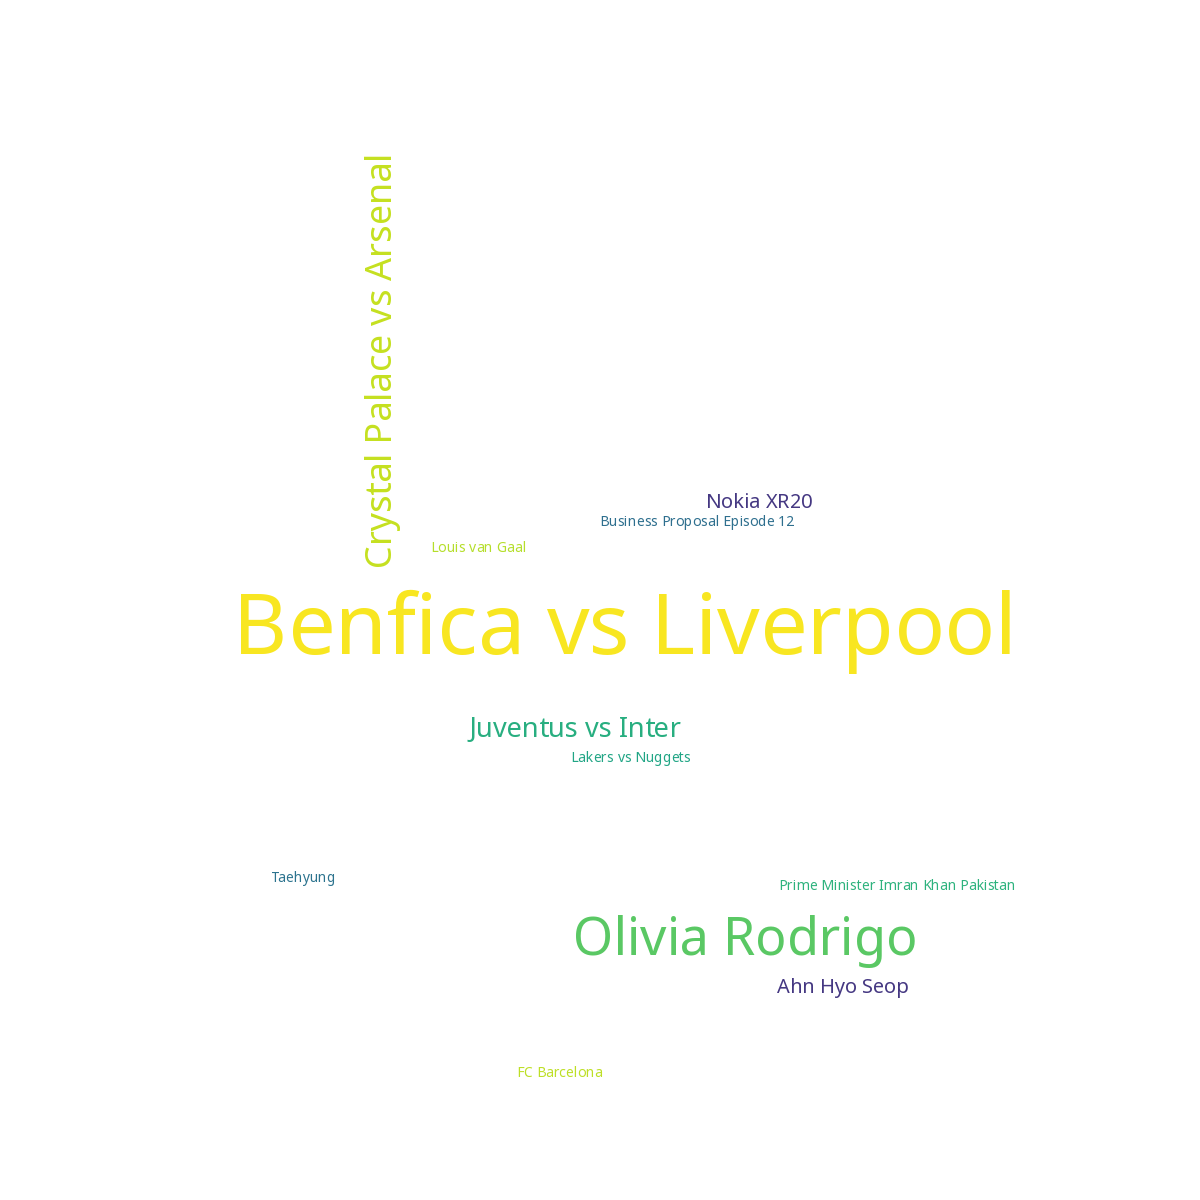 Crystal Palace vs Arsenal
Nokia XR20
Business Proposal Episode 12
Louis van Gaal
Benfica vs Liverpool
Juventus vs Inter
Lakers vs Nuggets
Taehyung
Prime Minister Imran Khan Pakistan
Olivia Rodrigo
Ahn Hyo Seop
FC Barcelona